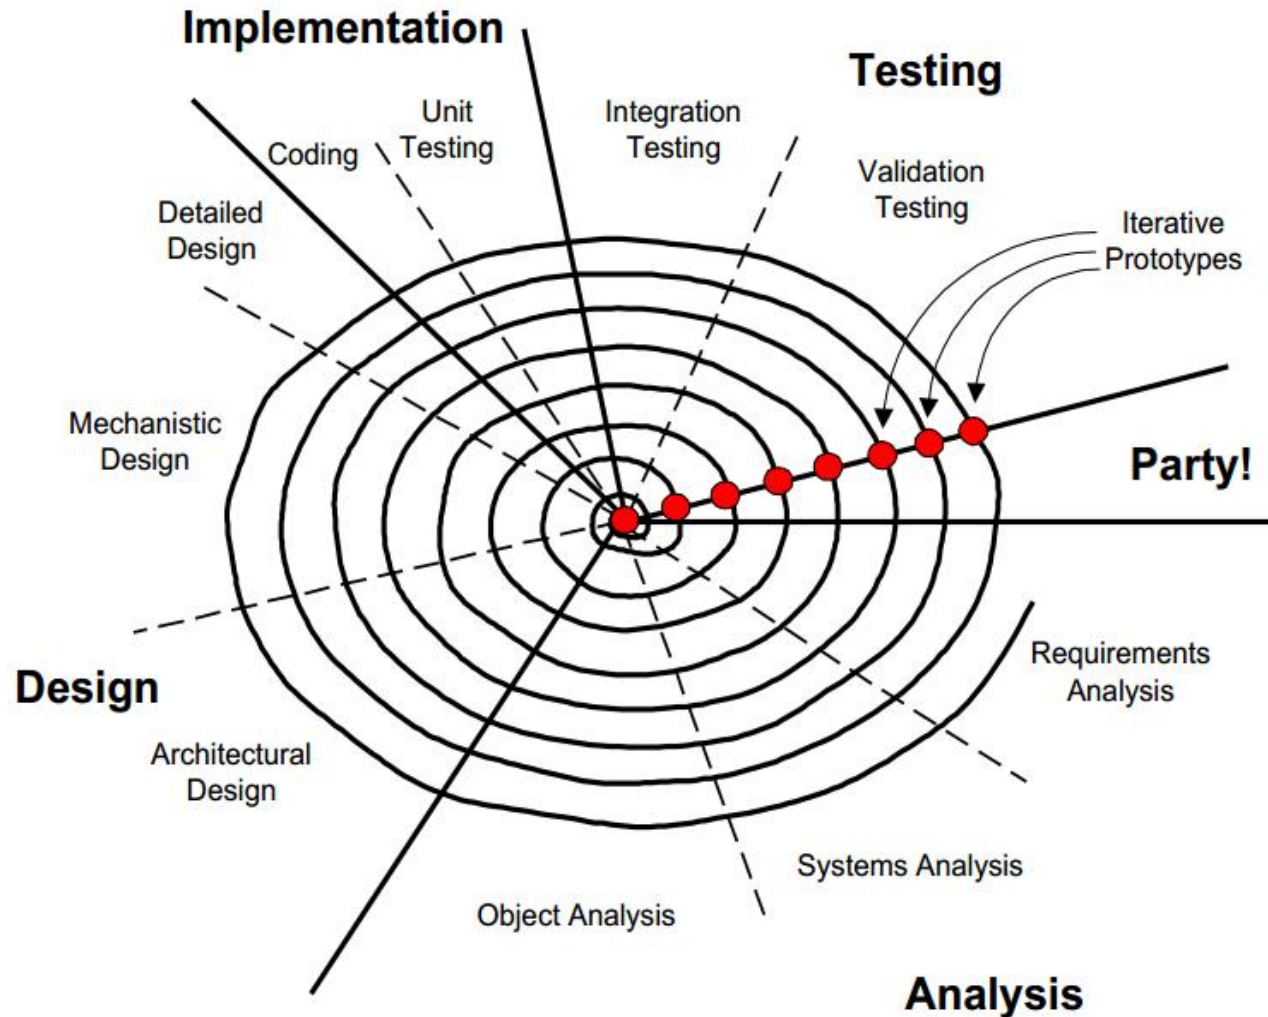 Implementation
Testing
Unit
Testing
Integration
Testing
Coding
Validation
Testing
Detailed
Design
Iterative
Prototypes
Mechanistic
Design
Party!
Requirements
Analysis
Design
Architectural
Design
Systems Analysis
Object Analysis
Analysis